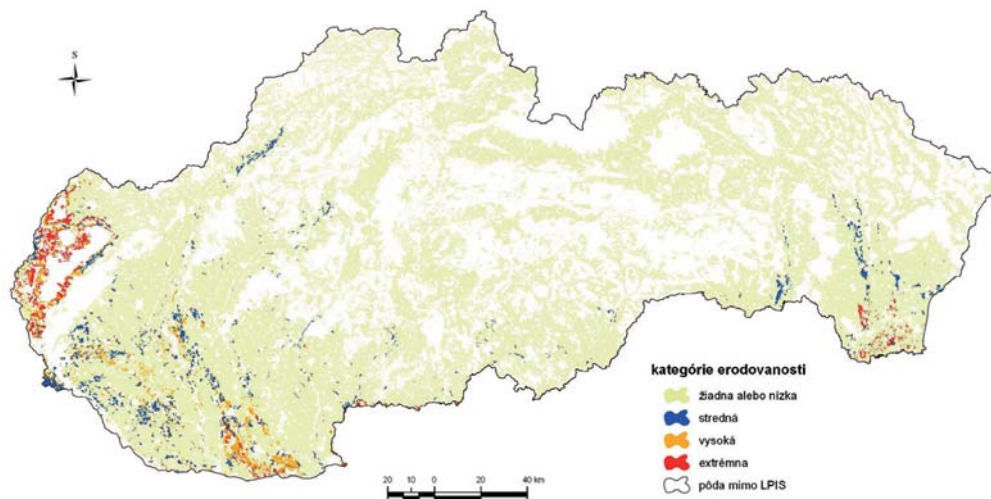 S
kategórie erodovanosti
žiadna alebo nízka
stredná
vysoká
extrémna
pôda mimo LPIS
20 10 0 20 40 km